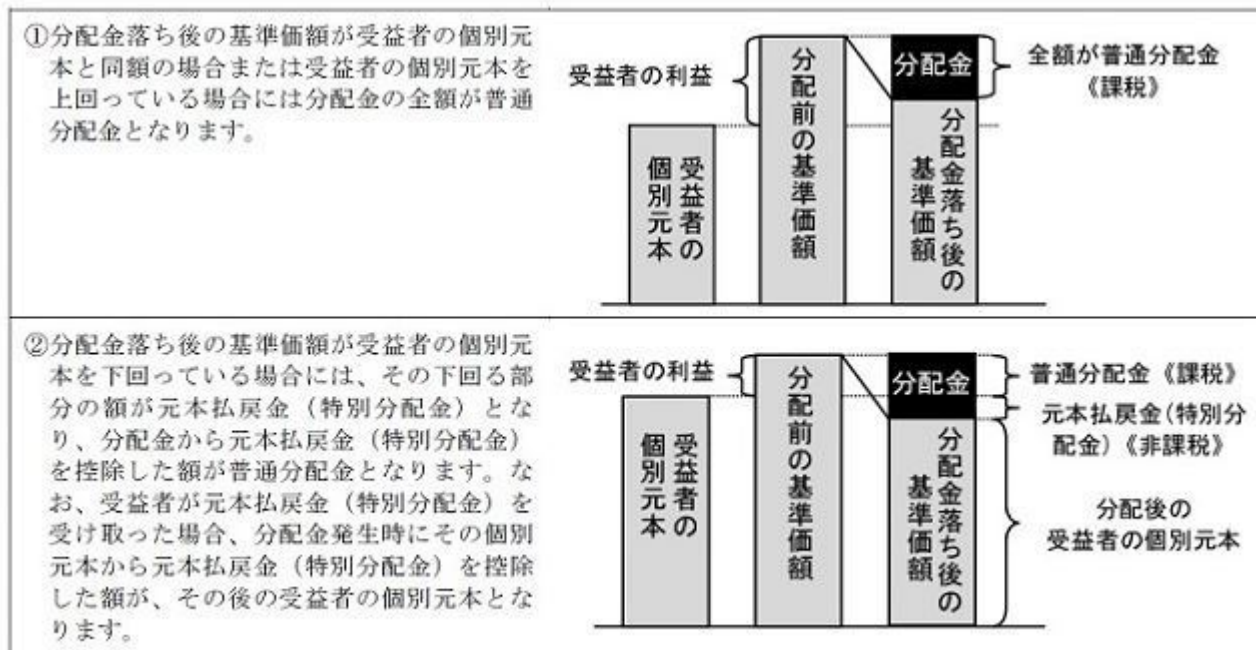 ①分配金落ち後の基準価額が受益者の個別元
本と同額の場合または受益者の個別元本を
上回っている場合には分配金の全額が普通
分配金となります。
受益者の利益
受益者の
個別元本
分配前の基準価額
分配金
分配金落ち後の
基準価額
全額が普通分配金
《課税》
②分配金落ち後の基準価額が受益者の個別元
本を下回っている場合には、その下回る部
分の額が元本払戻金（特別分配金）とな
り、分配金から元本払戻金（特別分配金）
を控除した額が普通分配金となります。な
お、受益者が元本払戻金（特別分配金）を
受け取った場合、分配金発生時にその個別
元本から元本払戻金（特別分配金）を控除
した額が、その後の受益者の個別元本とな
ります。
受益者の利益
受益者の
個別元本
分配前の基準価額
分配金
分配金落ち後の
基準価額
普通分配金《課税》
元本払戻金(特別分
配金)《非課税》
分配後の
受益者の個別元本